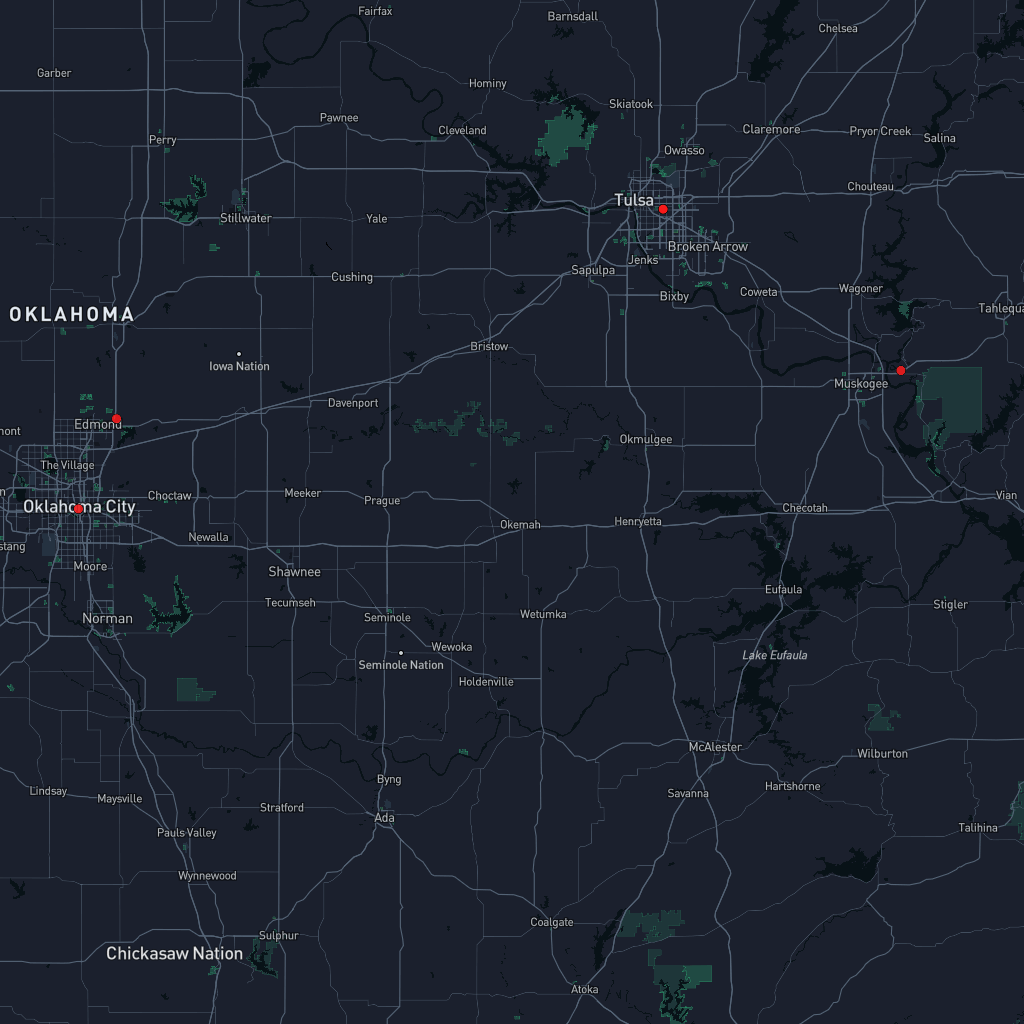 Fairfax
Barnsdall
Chelsea
Garber
Hominy
Skiatook
Pawnee
Cleveland
Claremore
Pryor Creek
Salina
Perry
Owasso
Chouteau
Tulsa
Stillwater
Yale
Broken Arrow
Jenks
Sapulpa
Cushing
Bixby
Coweta
Wagoner
Tahlequa
OKLAHOMA
Bristow
Iowa Nation
Muskogee
Davenport
Edmond
mont
Okmulgee
The Village
Choctaw
Meeker
Prague
Vian
Oklahoma City
Checotah
Okemah
Henryetta
Newalla
stang
Moore
Shawnee
Eufaula
Tecumseh
Stigler
Norman
Seminole
Wetumka
Wewoka
Lake Eufaula
Seminole Nation
Holdenville
McAlester
Wilburton
Byng
Hartshorne
Lindsay
Maysville
Savanna
Stratford
Ada
Talihina
Pauls Valley
Wynnewood
Coalgate
Sulphur
Chickasaw Nation
Atoka